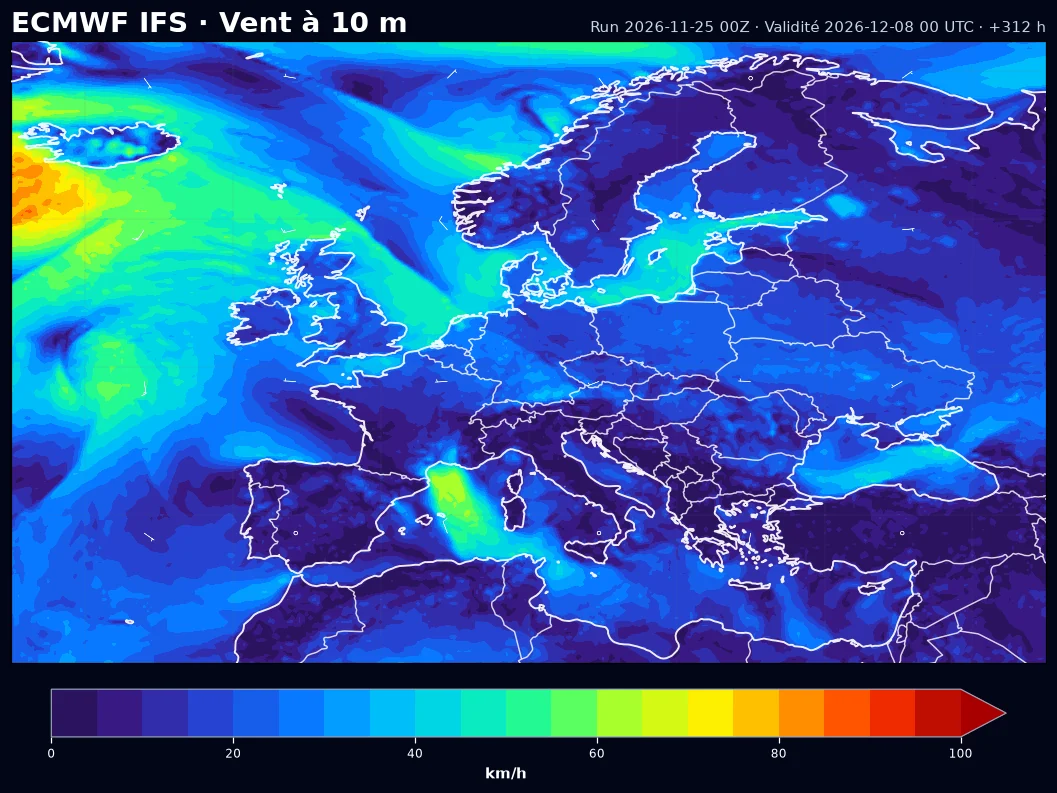 ECMWF IFS · Vent à 10 m
Run 2026-11-25 00Z · Validité 2026-12-08 00 UTC · +312 h
0 20 40 60 80 100
km/h